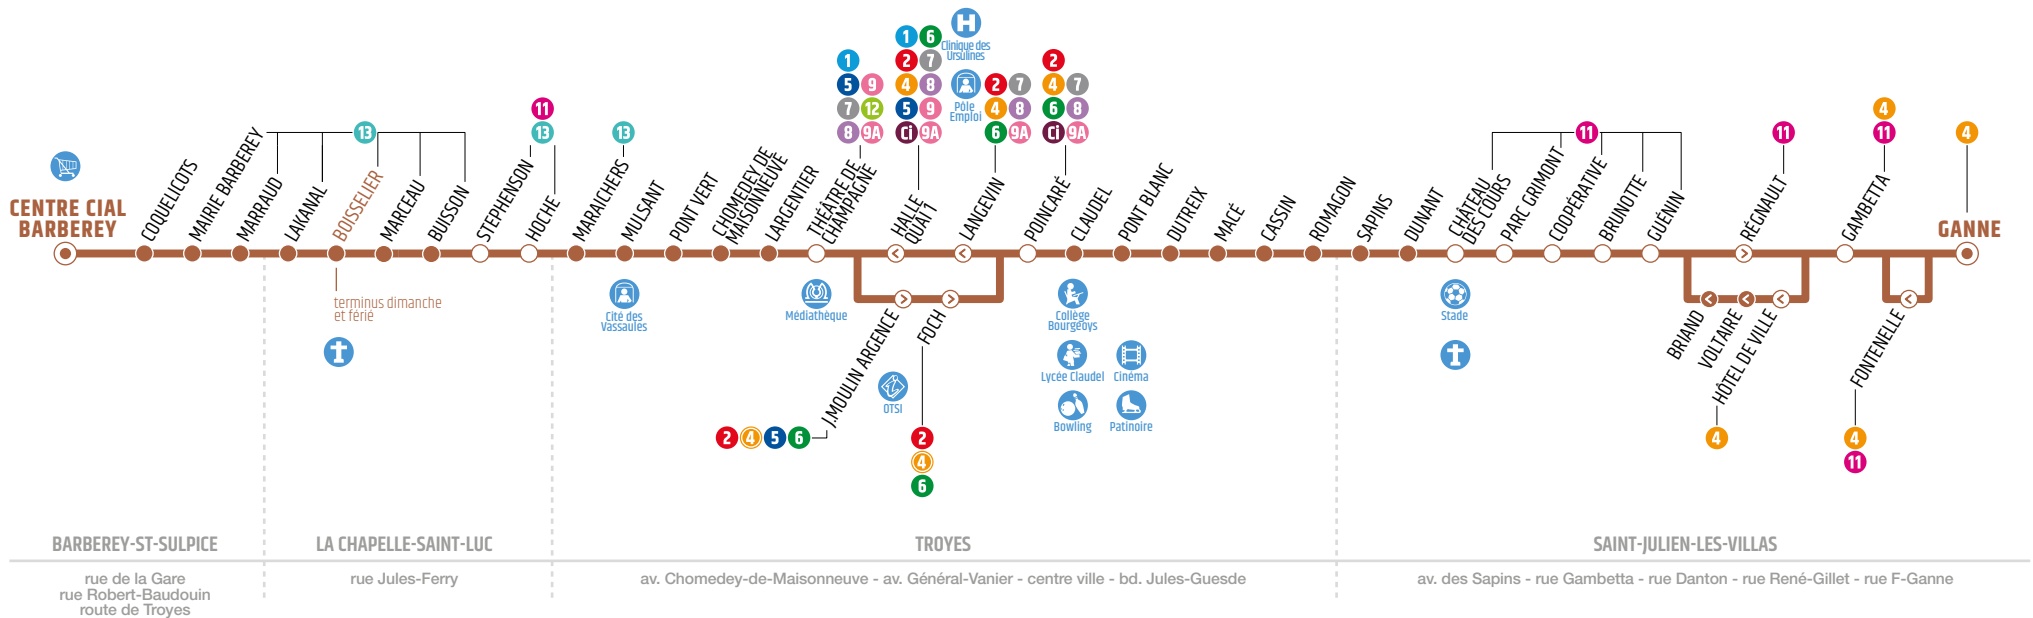 CENTRE CIAL
BARBEREY
COQUELICOTS
MAIRIE BARBEREY
MARRAUD
LAKANAL
13
BOISSELIER
terminus dimanche
et férié
MARCEAU
BUISSON
STEPHENSON
11
13
HOCHE
MARAICHERS
13
MULSANT
Cité des
Vassaules
PONT VERT
CHOMEDEY DE
MAISONNEUVE
LARGENTIER
1
5 9
7 12
8 9A
THÉÂTRE DE
CHAMPAGNE
Médiathèque
1 6
2 7
4 8
5 9
Ci 9A
HALLE
QUAI 1
Clinique des
Ursulines
Pôle
Emploi
2 7
4 8
6 9A
LANGEVIN
2
4 7
6 8
Ci 9A
POINCARÉ
J.MOULIN ARGENCE
2 4 5 6
OTSI
FOCH
2
4
6
CLAUDEL
Collège
Bourgeoys
Lycée Claudel
Cinéma
Bowling
Patinoire
PONT BLANC
DUTREIX
MACÉ
CASSIN
ROMAGON
SAPINS
DUNANT
CHÂTEAU
DES COURS
Stade
11
PARC GRIMONT
COOPÉRATIVE
BRUNOTTE
GUÉNIN
11
RÉGNAULT
BRIAND
VOLTAIRE
HÔTEL DE VILLE
4
4
11
GAMBETTA
FONTENELLE
4
11
4
GANNE
BARBEREY-ST-SULPICE
LA CHAPELLE-SAINT-LUC
TROYES
SAINT-JULIEN-LES-VILLAS
rue de la Gare
rue Robert-Baudouin
route de Troyes
rue Jules-Ferry
av. Chomedey-de-Maisonneuve - av. Général-Vanier - centre ville - bd. Jules-Guesde
av. des Sapins - rue Gambetta - rue Danton - rue René-Gillet - rue F-Ganne